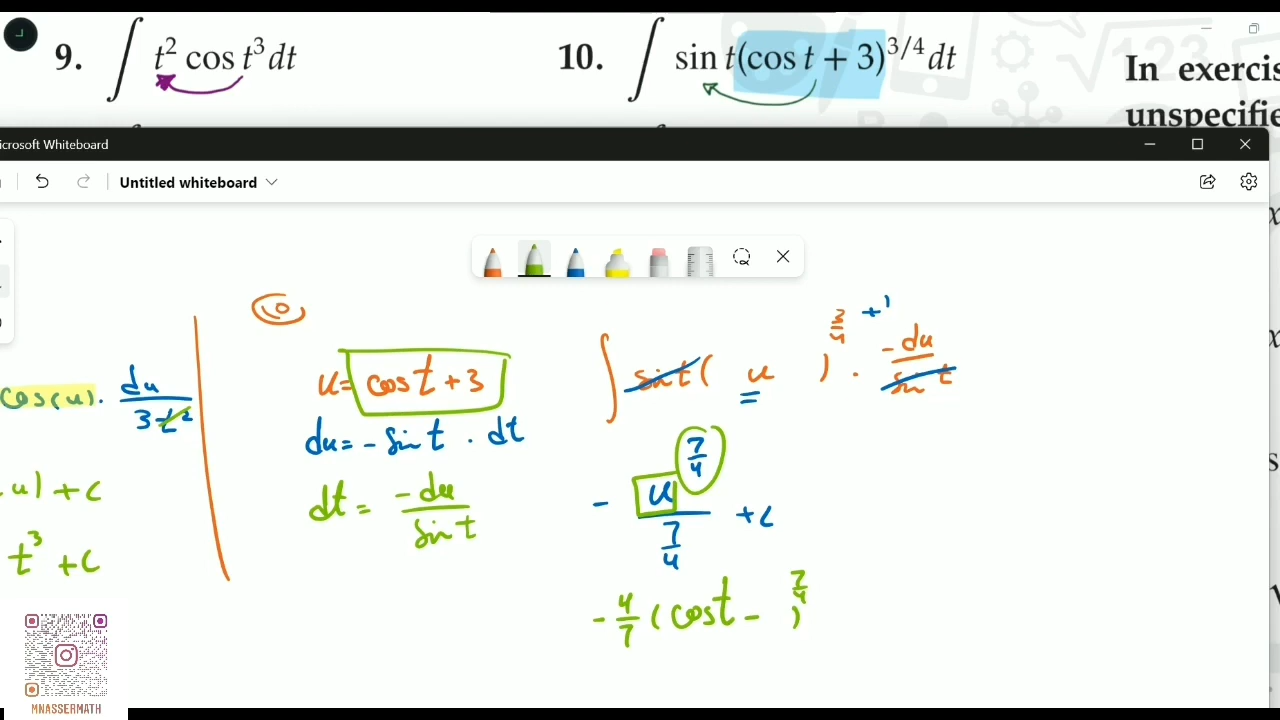 9. ∫ t² cos t³ dt
10. ∫ sin t(cos t + 3)^{3/4} dt
In exercis
unspecifie
icrosoft Whiteboard
Untitled whiteboard
cos(u). du/3t²
u) + c
t³ + c
10
u = cos t + 3
du = - sin t . dt
dt = -du/sin t
∫ sin t ( u )^{3/4 +1} . -du/sin t
- u^{7/4}/(7/4) + c
- 4/7 (cos t - )^{7/4}
MNASSERMATH